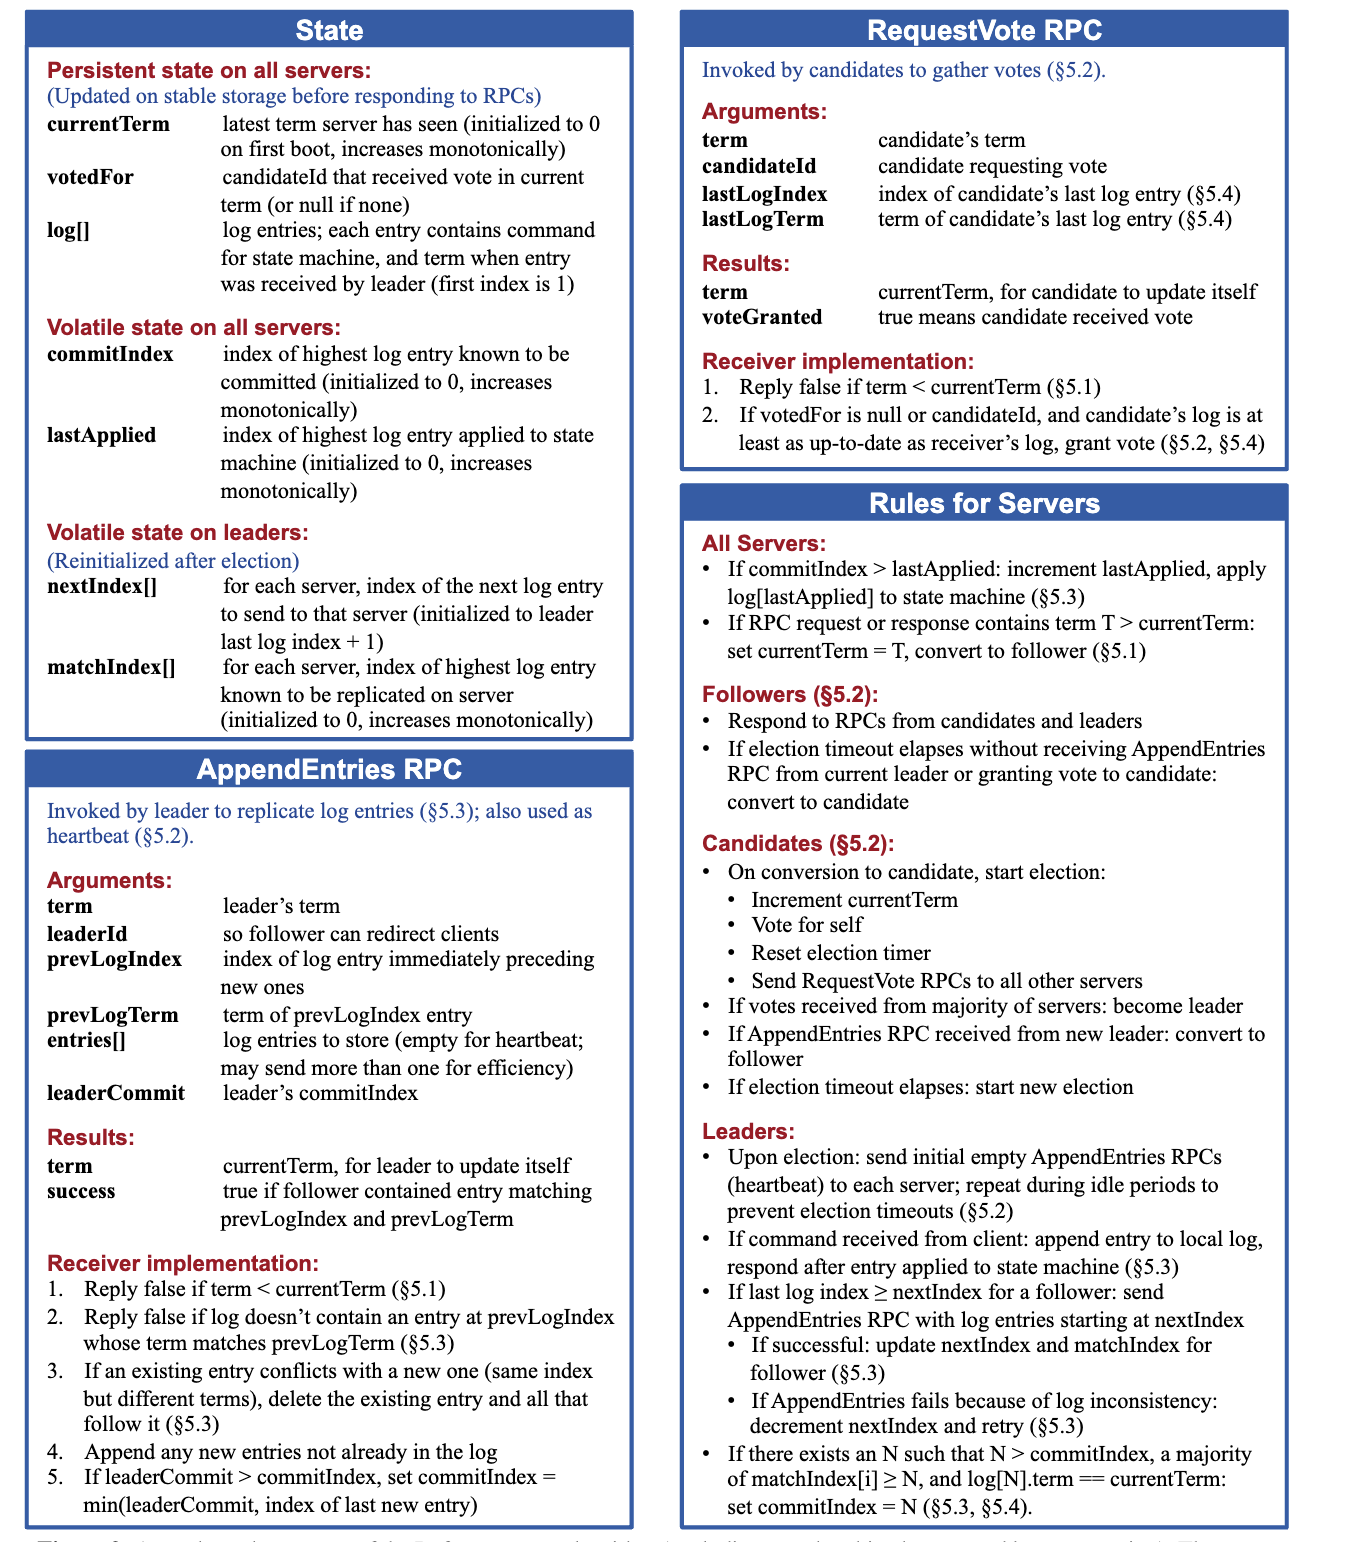 State
Persistent state on all servers:
(Updated on stable storage before responding to RPCs)
currentTerm latest term server has seen (initialized to 0
on first boot, increases monotonically)
votedFor candidateId that received vote in current
term (or null if none)
log[] log entries; each entry contains command
for state machine, and term when entry
was received by leader (first index is 1)
Volatile state on all servers:
commitIndex index of highest log entry known to be
committed (initialized to 0, increases
monotonically)
lastApplied index of highest log entry applied to state
machine (initialized to 0, increases
monotonically)
Volatile state on leaders:
(Reinitialized after election)
nextIndex[] for each server, index of the next log entry
to send to that server (initialized to leader
last log index + 1)
matchIndex[] for each server, index of highest log entry
known to be replicated on server
(initialized to 0, increases monotonically)
AppendEntries RPC
Invoked by leader to replicate log entries (§5.3); also used as
heartbeat (§5.2).
Arguments:
term leader’s term
leaderId so follower can redirect clients
prevLogIndex index of log entry immediately preceding
new ones
prevLogTerm term of prevLogIndex entry
entries[] log entries to store (empty for heartbeat;
may send more than one for efficiency)
leaderCommit leader’s commitIndex
Results:
term currentTerm, for leader to update itself
success true if follower contained entry matching
prevLogIndex and prevLogTerm
Receiver implementation:
1. Reply false if term < currentTerm (§5.1)
2. Reply false if log doesn’t contain an entry at prevLogIndex
whose term matches prevLogTerm (§5.3)
3. If an existing entry conflicts with a new one (same index
but different terms), delete the existing entry and all that
follow it (§5.3)
4. Append any new entries not already in the log
5. If leaderCommit > commitIndex, set commitIndex =
min(leaderCommit, index of last new entry)
RequestVote RPC
Invoked by candidates to gather votes (§5.2).
Arguments:
term candidate’s term
candidateId candidate requesting vote
lastLogIndex index of candidate’s last log entry (§5.4)
lastLogTerm term of candidate’s last log entry (§5.4)
Results:
term currentTerm, for candidate to update itself
voteGranted true means candidate received vote
Receiver implementation:
1. Reply false if term < currentTerm (§5.1)
2. If votedFor is null or candidateId, and candidate’s log is at
least as up-to-date as receiver’s log, grant vote (§5.2, §5.4)
Rules for Servers
All Servers:
• If commitIndex > lastApplied: increment lastApplied, apply
log[lastApplied] to state machine (§5.3)
• If RPC request or response contains term T > currentTerm:
set currentTerm = T, convert to follower (§5.1)
Followers (§5.2):
• Respond to RPCs from candidates and leaders
• If election timeout elapses without receiving AppendEntries
RPC from current leader or granting vote to candidate:
convert to candidate
Candidates (§5.2):
• On conversion to candidate, start election:
• Increment currentTerm
• Vote for self
• Reset election timer
• Send RequestVote RPCs to all other servers
• If votes received from majority of servers: become leader
• If AppendEntries RPC received from new leader: convert to
follower
• If election timeout elapses: start new election
Leaders:
• Upon election: send initial empty AppendEntries RPCs
(heartbeat) to each server; repeat during idle periods to
prevent election timeouts (§5.2)
• If command received from client: append entry to local log,
respond after entry applied to state machine (§5.3)
• If last log index ≥ nextIndex for a follower: send
AppendEntries RPC with log entries starting at nextIndex
• If successful: update nextIndex and matchIndex for
follower (§5.3)
• If AppendEntries fails because of log inconsistency:
decrement nextIndex and retry (§5.3)
• If there exists an N such that N > commitIndex, a majority
of matchIndex[i] ≥ N, and log[N].term == currentTerm:
set commitIndex = N (§5.3, §5.4).